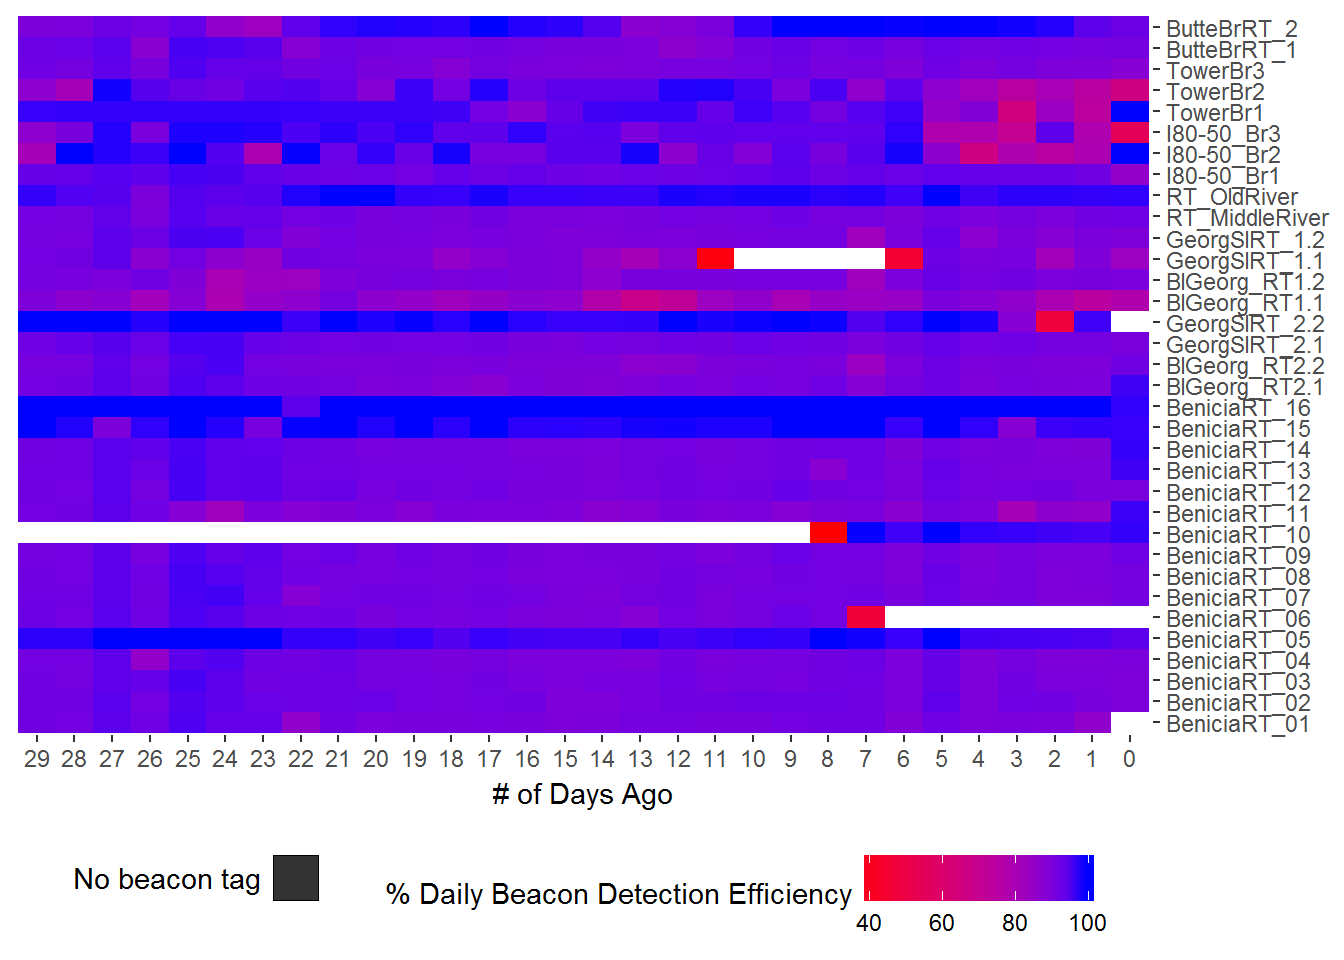 ButteBrRT_2
ButteBrRT_1
TowerBr3
TowerBr2
TowerBr1
I80-50_Br3
I80-50_Br2
I80-50_Br1
RT_OldRiver
RT_MiddleRiver
GeorgSlRT_1.2
GeorgSlRT_1.1
BlGeorg_RT1.2
BlGeorg_RT1.1
GeorgSlRT_2.2
GeorgSlRT_2.1
BlGeorg_RT2.2
BlGeorg_RT2.1
BeniciaRT_16
BeniciaRT_15
BeniciaRT_14
BeniciaRT_13
BeniciaRT_12
BeniciaRT_11
BeniciaRT_10
BeniciaRT_09
BeniciaRT_08
BeniciaRT_07
BeniciaRT_06
BeniciaRT_05
BeniciaRT_04
BeniciaRT_03
BeniciaRT_02
BeniciaRT_01
29 28 27 26 25 24 23 22 21 20 19 18 17 16 15 14 13 12 11 10 9 8 7 6 5 4 3 2 1 0
# of Days Ago
No beacon tag
% Daily Beacon Detection Efficiency
40 60 80 100